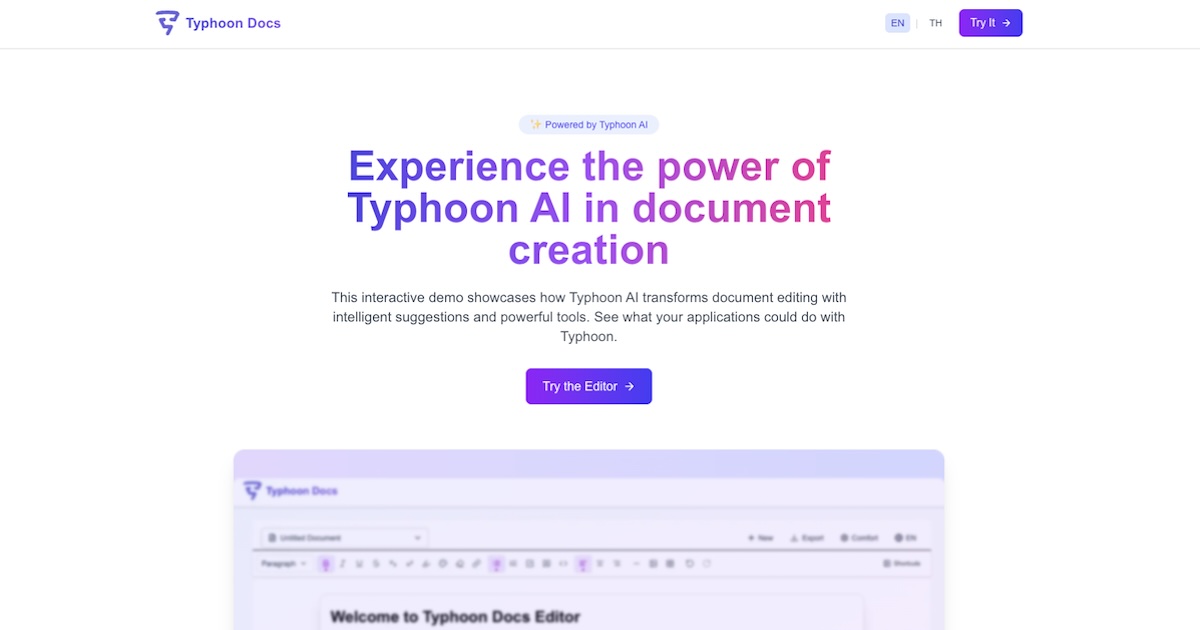 Typhoon Docs
EN | TH
Try It →
✨ Powered by Typhoon AI
Experience the power of
Typhoon AI in document
creation
This interactive demo showcases how Typhoon AI transforms document editing with
intelligent suggestions and powerful tools. See what your applications could do with
Typhoon.
Try the Editor →
Typhoon Docs
Untitled Document
New
Export
Comfort
EN
Paragraph
Shortcuts
Welcome to Typhoon Docs Editor